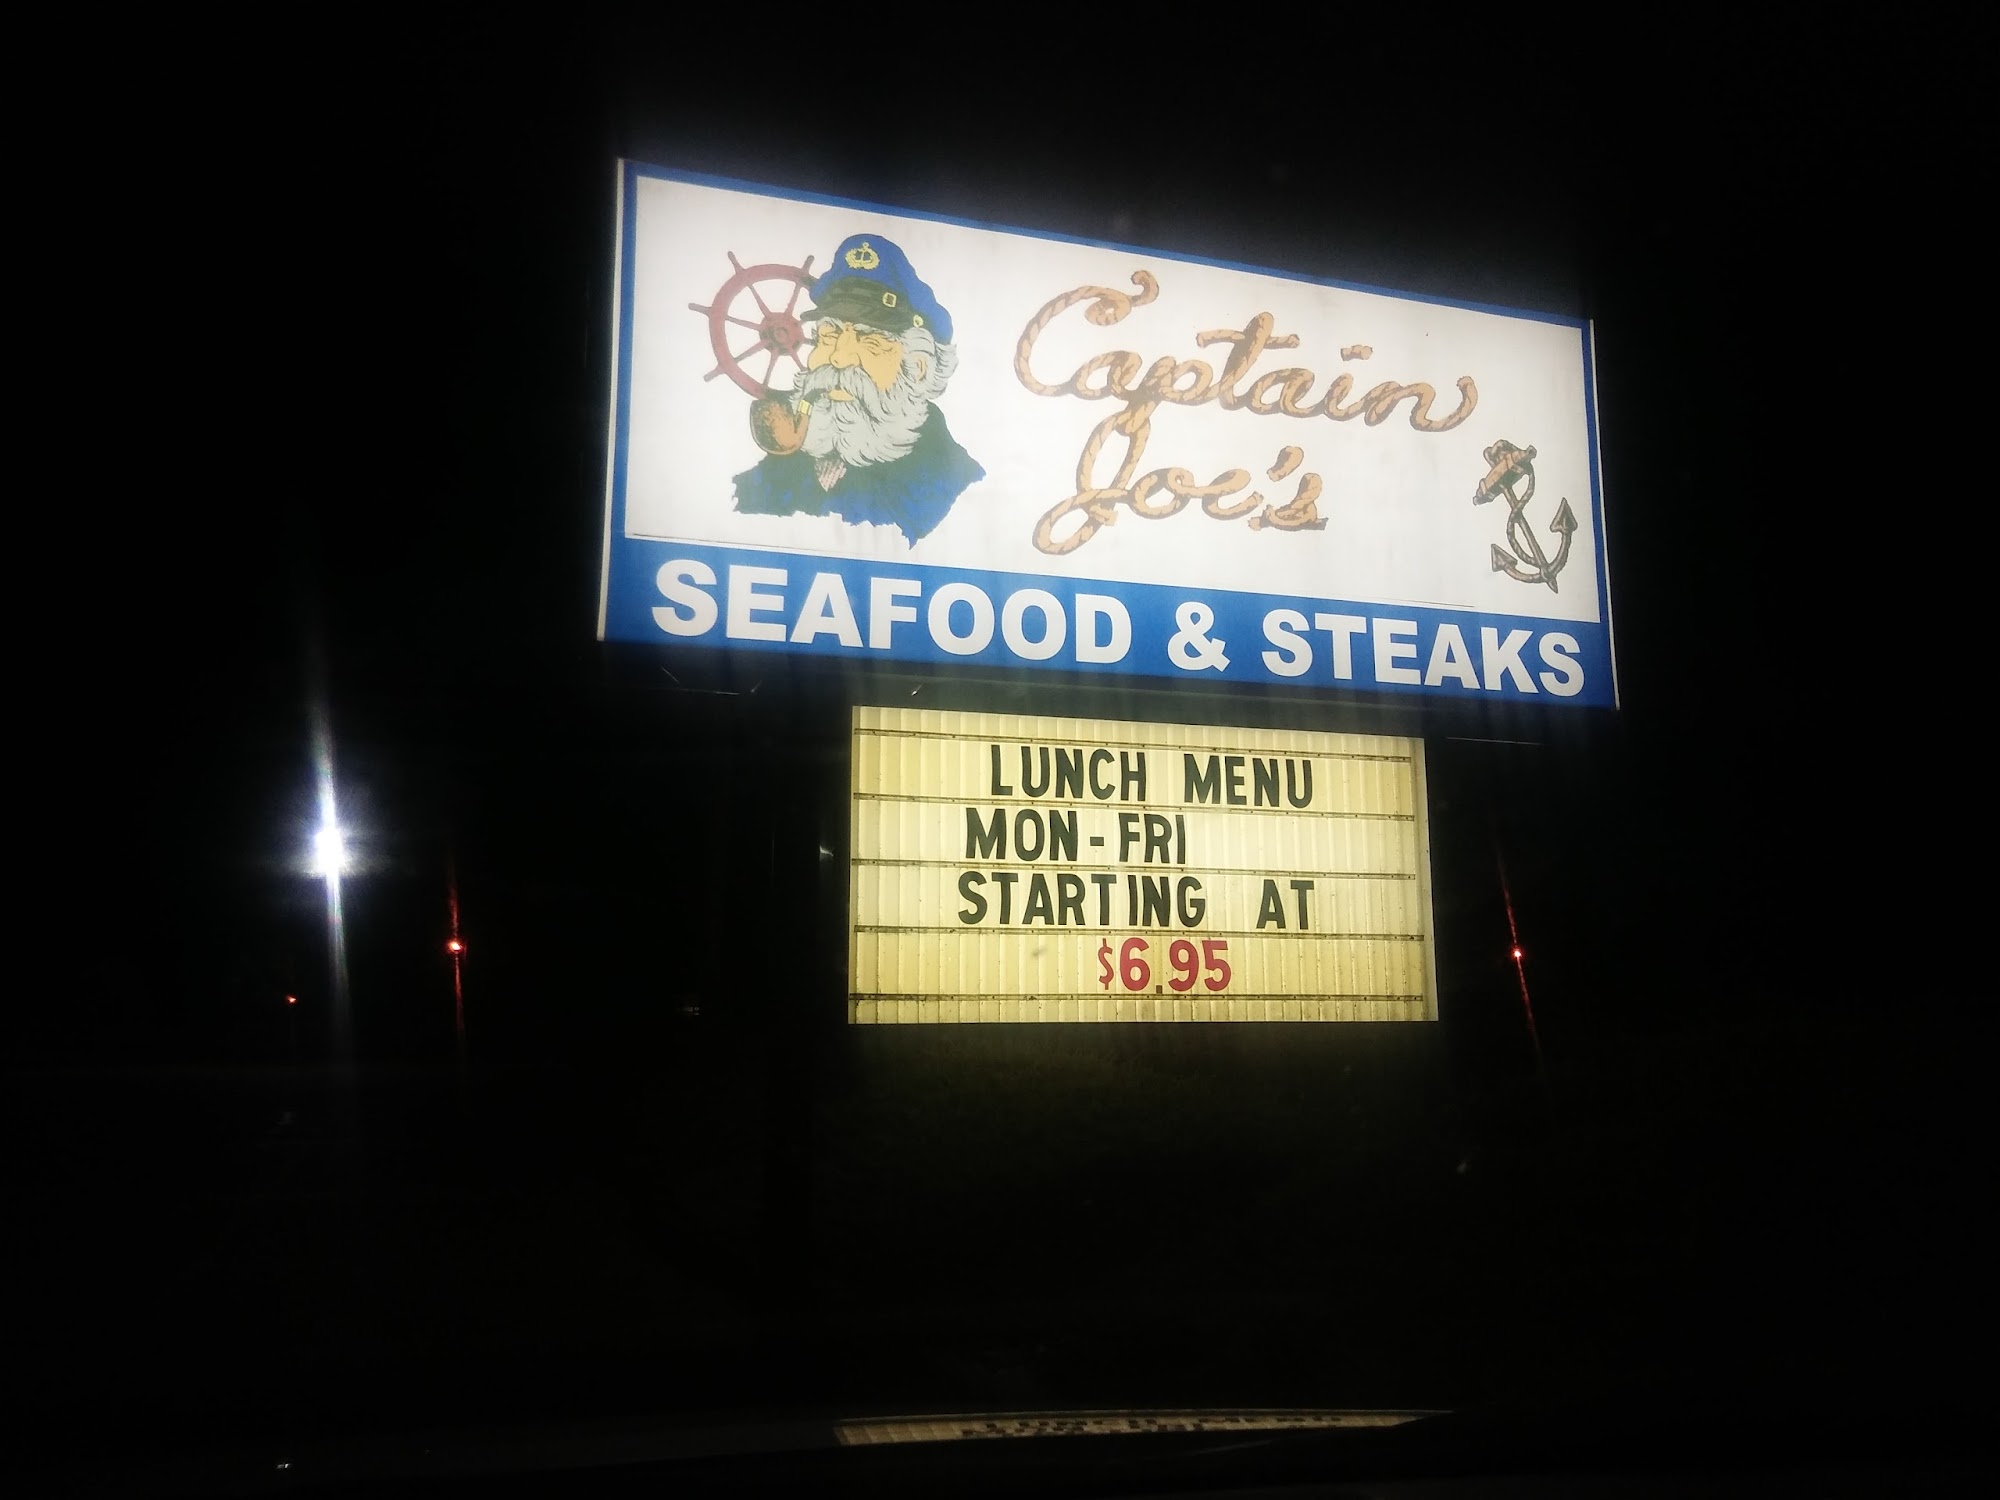 Captain
Joe's
SEAFOOD & STEAKS
LUNCH MENU
MON-FRI
STARTING AT
$6.95